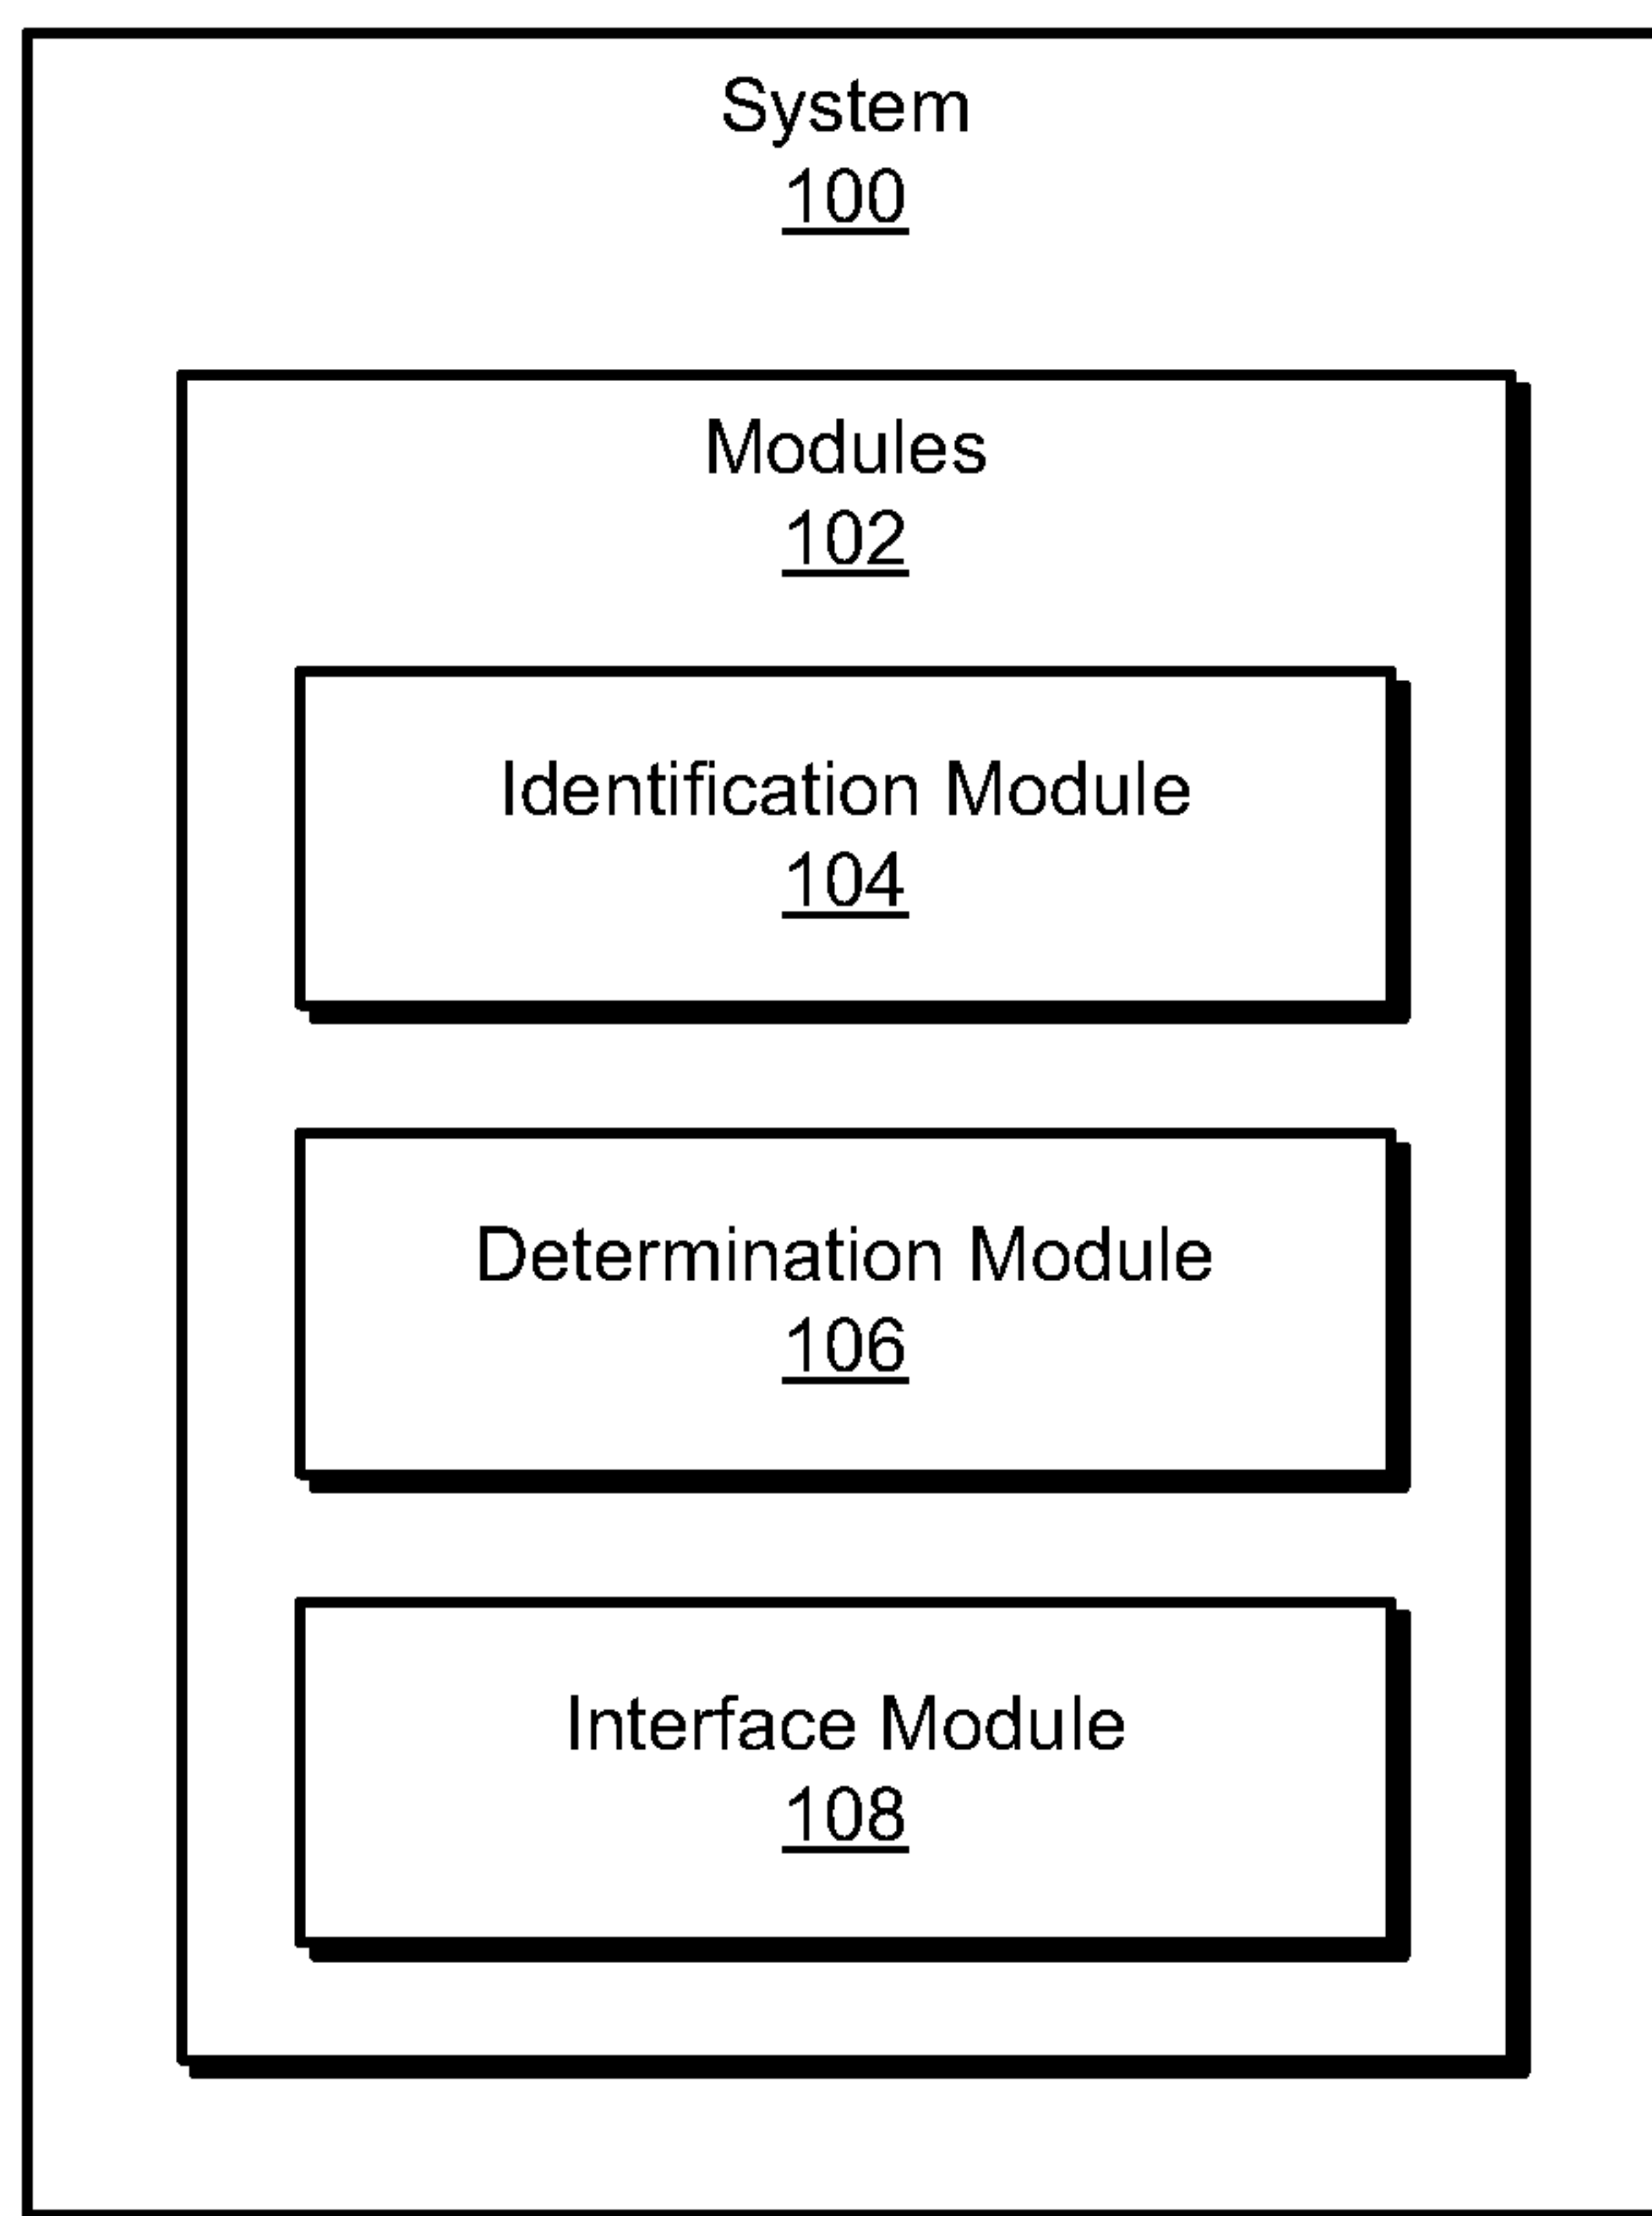 System
100
Modules
102
Identification Module
104
Determination Module
106
Interface Module
108